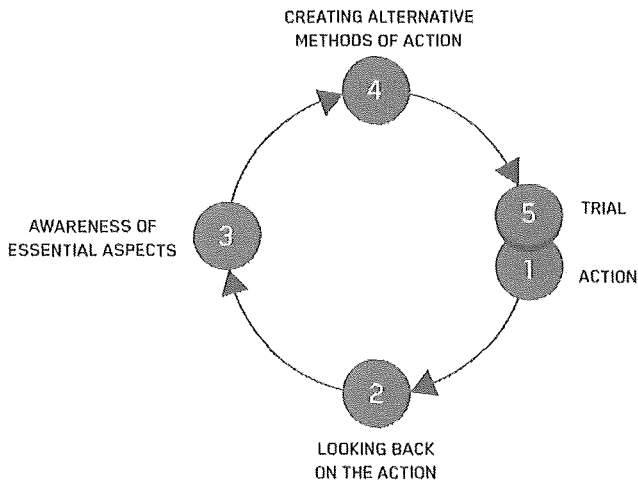 CREATING ALTERNATIVE
METHODS OF ACTION
4
5
TRIAL
AWARENESS OF
ESSENTIAL ASPECTS
3
1
ACTION
2
LOOKING BACK
ON THE ACTION